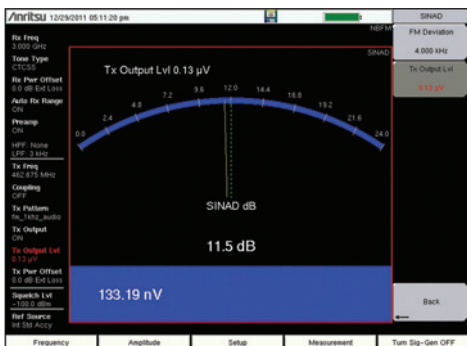 Anritsu 12/29/2011 05:11:20 pm
SINAD
NBFM
Rx Freq
3.000 GHz
Tone Type
CTCSS
Rx Pwr Offset
0.0 dB Ext Loss
Auto Rx Range
ON
Preamp
ON
HPF: None
LPF: 3 kHz
Tx Freq
462.675 MHz
Coupling
OFF
Tx Pattern
fm_1khz_audio
Tx Output
ON
Tx Output Lvl
0.13 µV
Tx Pwr Offset
0.0 dB Ext Loss
Squelch Lvl
-100.0 dBm
Ref Source
Int Std Accy
SINAD
Tx Output Lvl 0.13 µV
0.0 2.4 4.8 7.2 9.6 12.0 14.4 16.8 19.2 21.6 24.0
SINAD dB
11.5 dB
133.19 nV
FM Deviation
4.000 kHz
Tx Output Lvl
0.13 µV
Back
Frequency Amplitude Setup Measurement Turn Sig-Gen OFF